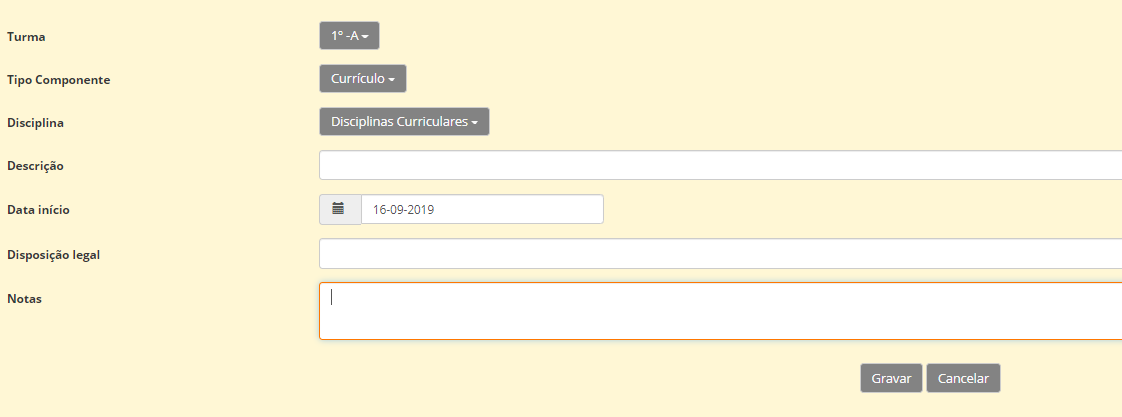 Turma 1º -A
Tipo Componente Currículo
Disciplina Disciplinas Curriculares
Descrição
Data início 16-09-2019
Disposição legal
Notas
Gravar Cancelar